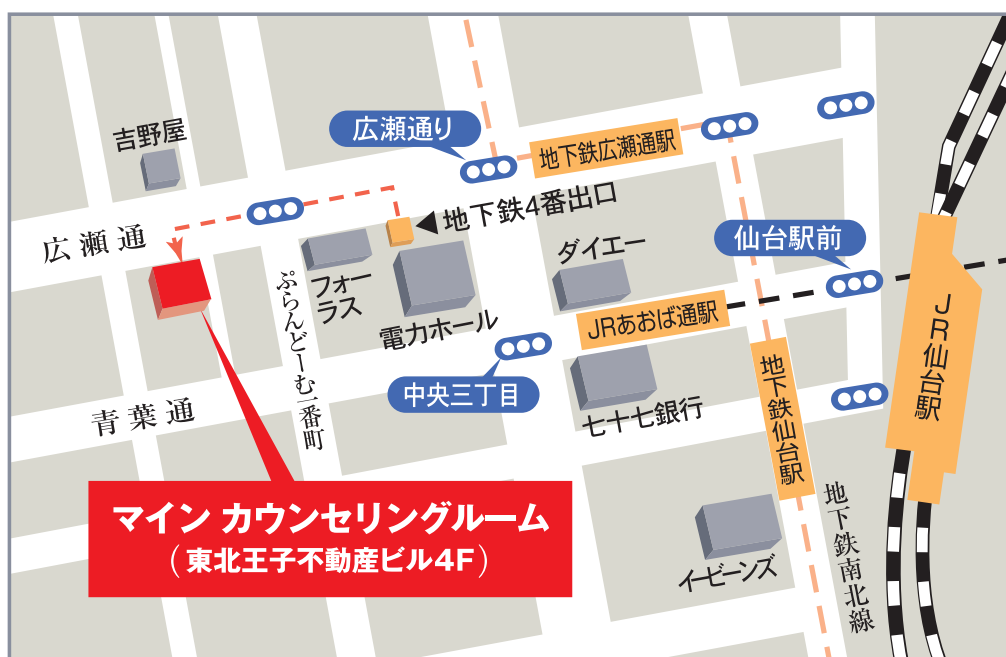 吉野屋
広瀬通り
地下鉄広瀬通駅
広瀬通
地下鉄4番出口
仙台駅前
ダイエー
フォー
ラス
電力ホール
ぷらんどーむ一番町
JRあおば通駅
JR仙台駅
中央三丁目
青葉通
七十七銀行
地下鉄仙台駅
マイン カウンセリングルーム
(東北王子不動産ビル4F)
イービーンズ
地下鉄南北線